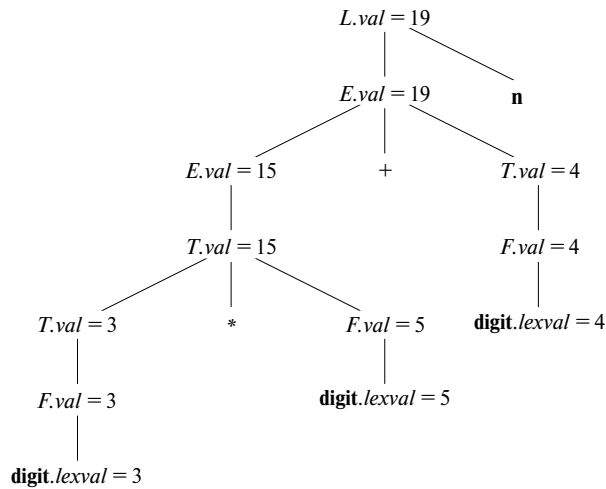 L.val = 19
E.val = 19 n
E.val = 15 + T.val = 4
T.val = 15 F.val = 4
T.val = 3 * F.val = 5 digit.lexval = 4
F.val = 3 digit.lexval = 5
digit.lexval = 3